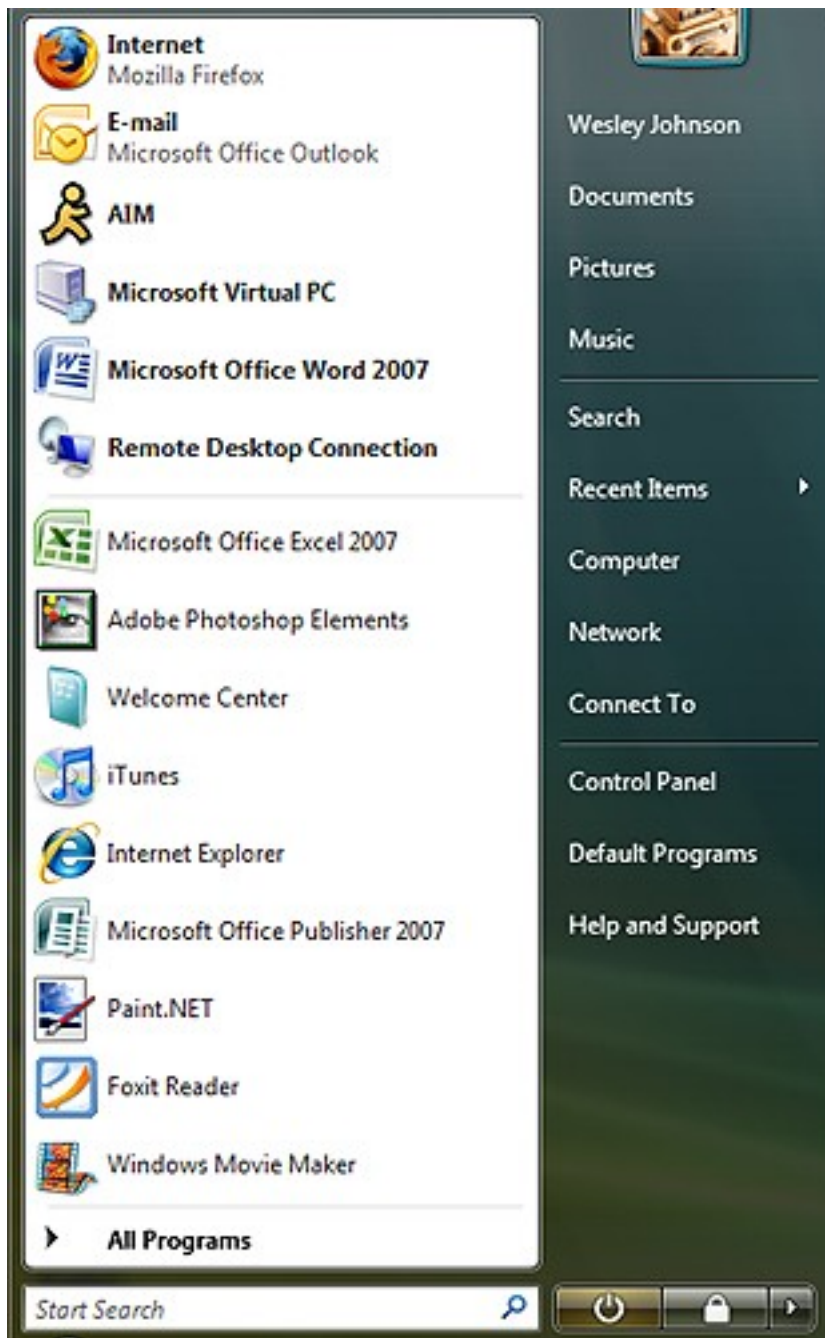 Internet
Mozilla Firefox
E-mail
Microsoft Office Outlook
AIM
Microsoft Virtual PC
Microsoft Office Word 2007
Remote Desktop Connection
Microsoft Office Excel 2007
Adobe Photoshop Elements
Welcome Center
iTunes
Internet Explorer
Microsoft Office Publisher 2007
Paint.NET
Foxit Reader
Windows Movie Maker
All Programs
Start Search
Wesley Johnson
Documents
Pictures
Music
Search
Recent Items
Computer
Network
Connect To
Control Panel
Default Programs
Help and Support